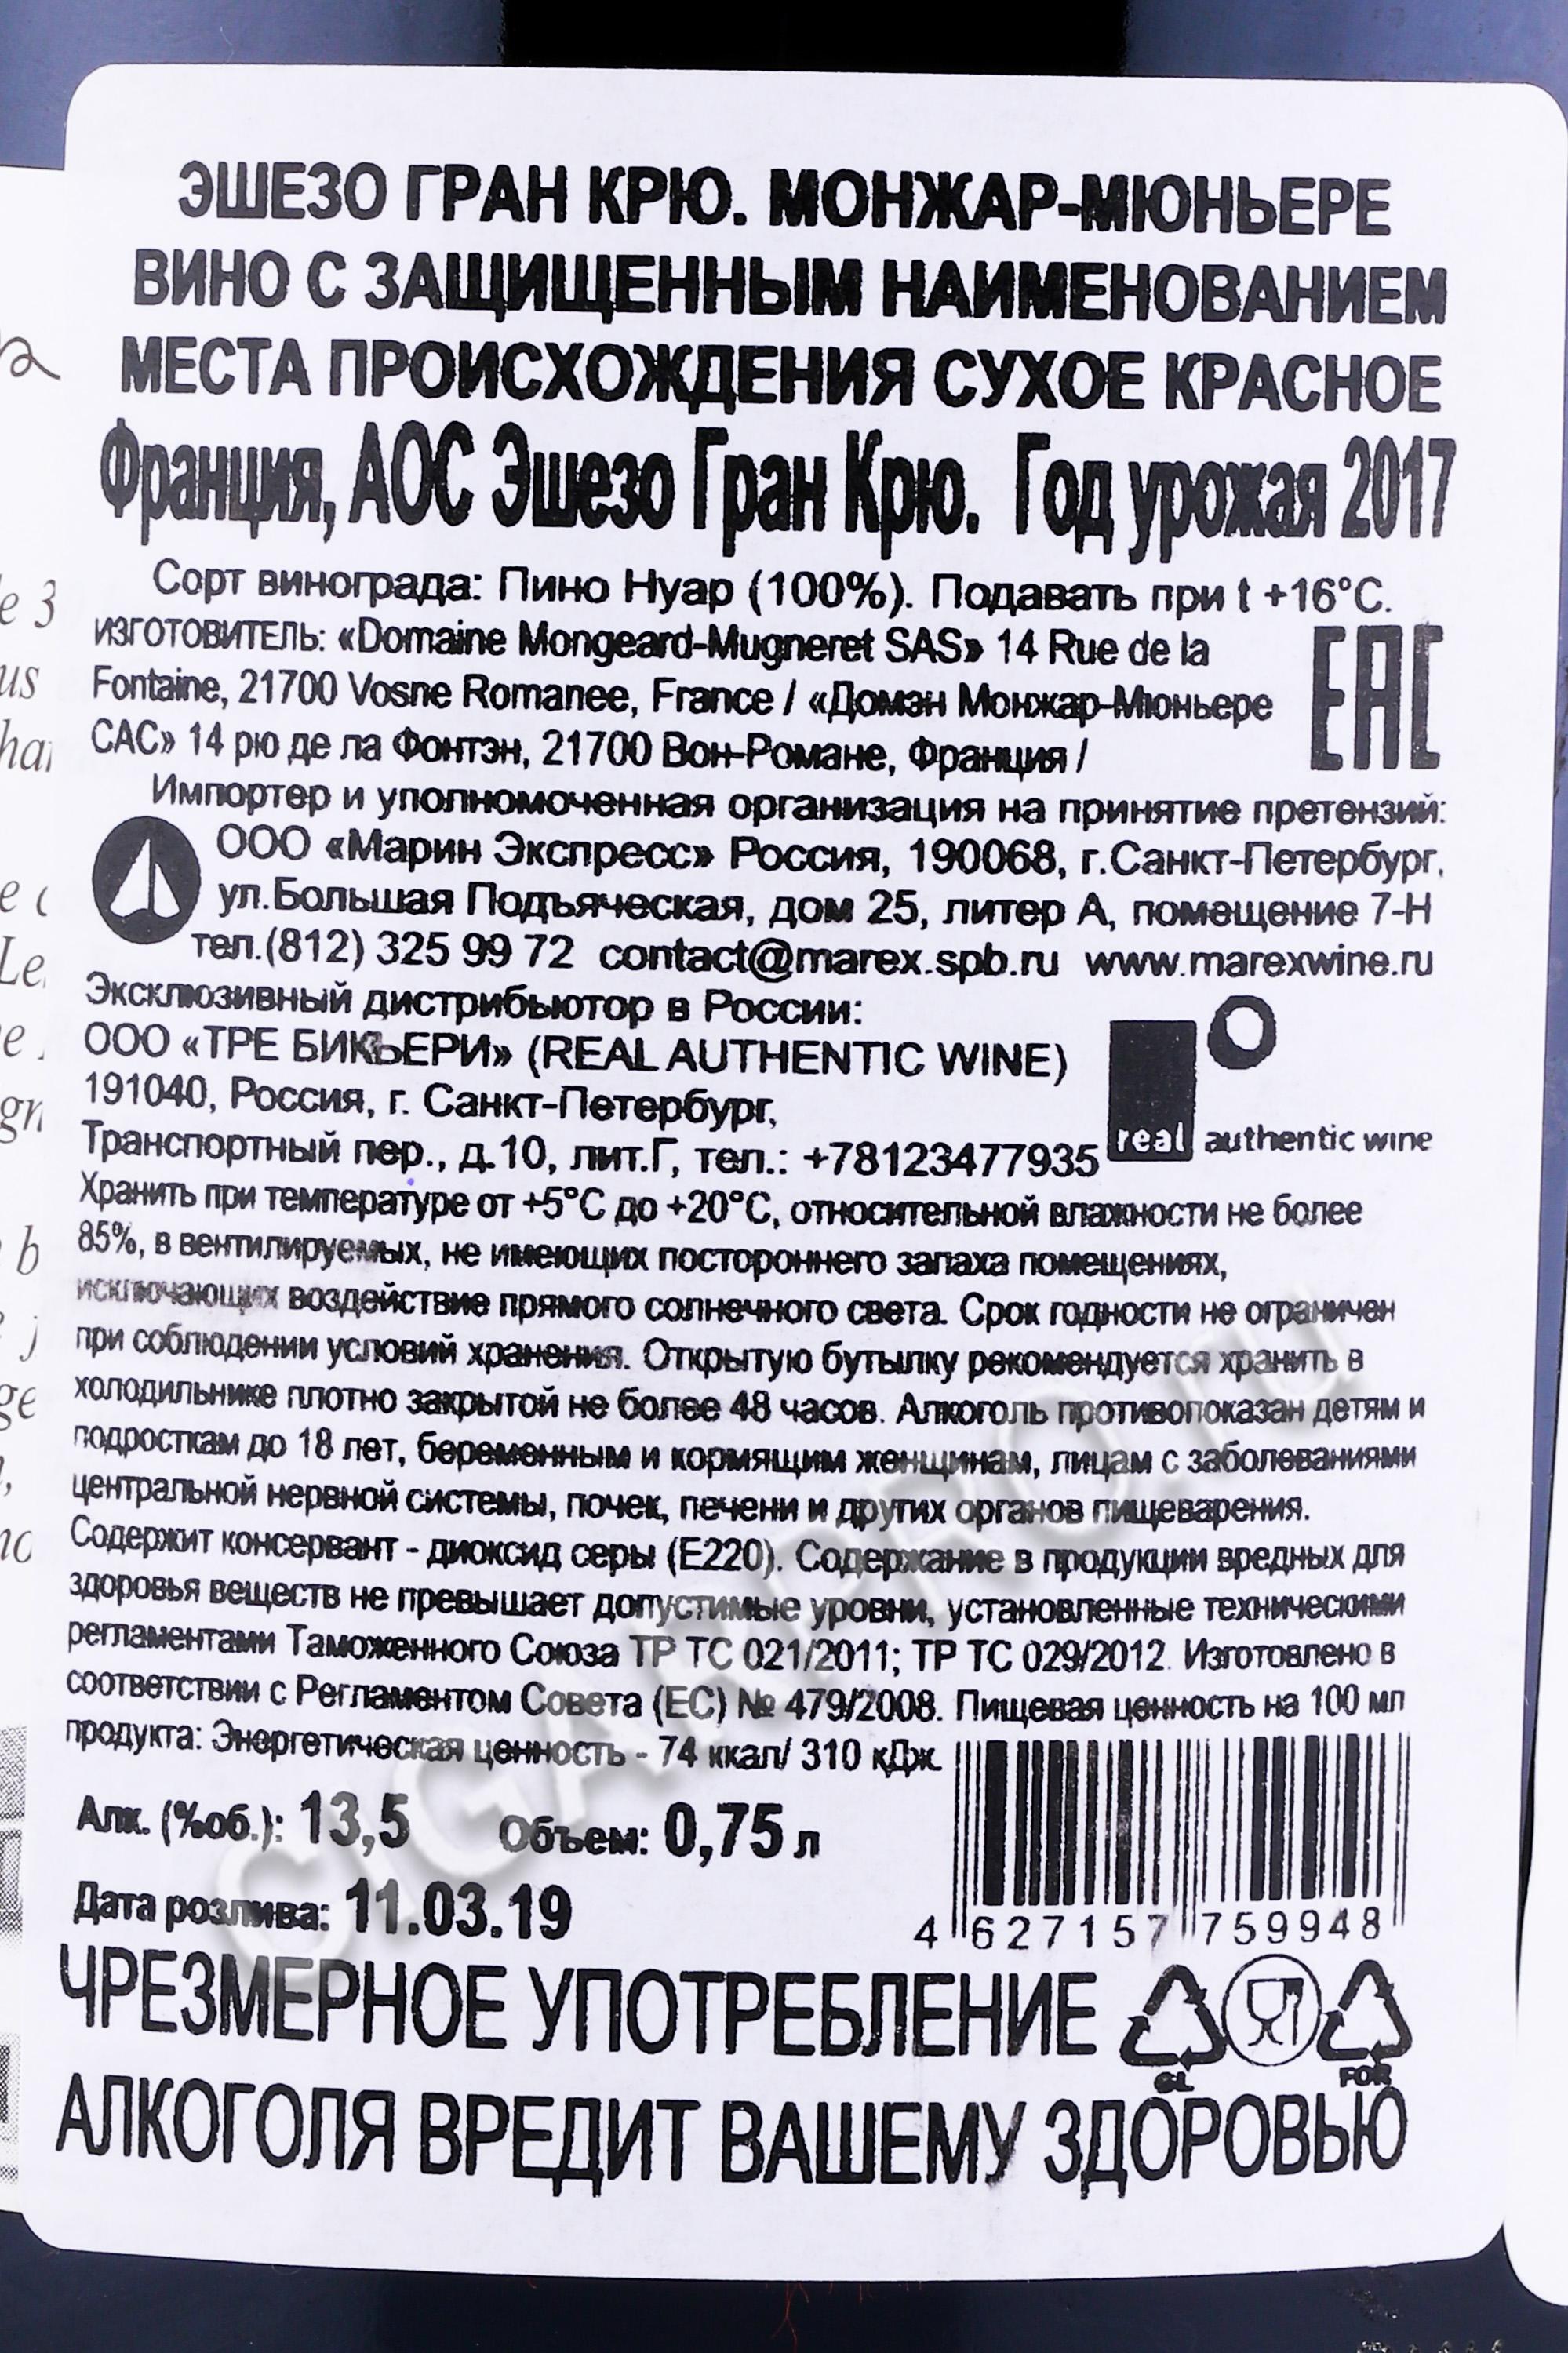 ЭШЕЗО ГРАН КРЮ. МОНЖАР-МЮНЬЕРЕ
ВИНО С ЗАЩИЩЕННЫМ НАИМЕНОВАНИЕМ
МЕСТА ПРОИСХОЖДЕНИЯ СУХОЕ КРАСНОЕ
Франция, АОС Эшезо Гран Крю. Год урожая 2017
Сорт винограда: Пино Нуар (100%). Подавать при t +16°C.
ИЗГОТОВИТЕЛЬ: «Domaine Mongeard-Mugneret SAS» 14 Rue de la
Fontaine, 21700 Vosne Romanee, France / «Домэн Монжар-Мюньере
САС» 14 рю де ла Фонтэн, 21700 Вон-Романе, Франция /
EAC
Импортер и уполномоченная организация на принятие претензий:
ООО «Марин Экспресс» Россия, 190068, г.Санкт-Петербург,
ул.Большая Подъяческая, дом 25, литер А, помещение 7-Н
тел.(812) 325 99 72 contact@marex.spb.ru www.marexwine.ru
Эксклюзивный дистрибьютор в России:
ООО «ТРЕ БИКЬЕРИ» (REAL AUTHENTIC WINE)
191040, Россия, г. Санкт-Петербург,
Транспортный пер., д.10, лит.Г, тел.: +78123477935
real authentic wine
Хранить при температуре от +5°C до +20°C, относительной влажности не более
85%, в вентилируемых, не имеющих постороннего запаха помещениях,
исключающих воздействие прямого солнечного света. Срок годности не ограничен
при соблюдении условий хранения. Открытую бутылку рекомендуется хранить в
холодильнике плотно закрытой не более 48 часов. Алкоголь противопоказан детям и
подросткам до 18 лет, беременным и кормящим женщинам, лицам с заболеваниями
центральной нервной системы, почек, печени и других органов пищеварения.
Содержит консервант - диоксид серы (Е220). Содержание в продукции вредных для
здоровья веществ не превышает допустимые уровни, установленные техническими
регламентами Таможенного Союза ТР ТС 021/2011; ТР ТС 029/2012. Изготовлено в
соответствии с Регламентом Совета (ЕС) № 479/2008. Пищевая ценность на 100 мл
продукта: Энергетическая ценность - 74 ккал/ 310 кДж.
Алк. (%об.): 13,5 Объем: 0,75 л
Дата розлива: 11.03.19
4 627157 759948
ЧРЕЗМЕРНОЕ УПОТРЕБЛЕНИЕ
GL FOR
АЛКОГОЛЯ ВРЕДИТ ВАШЕМУ ЗДОРОВЬЮ
CIGARPRO.ru